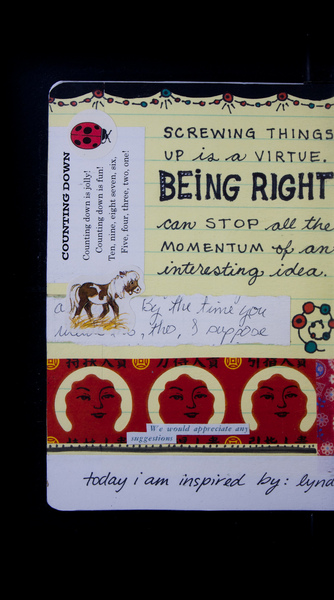 COUNTING DOWN
Counting down is jolly!
Counting down is fun!
Ten, nine, eight seven, six,
Five, four, three, two, one!
SCREWING THINGS
UP is a VIRTUE.
BEING RIGHT
can STOP all the
MOMENTUM of an
interesting idea.
a By the time you
, tho, I suppose
We would appreciate any
suggestions
today i am inspired by: lynd